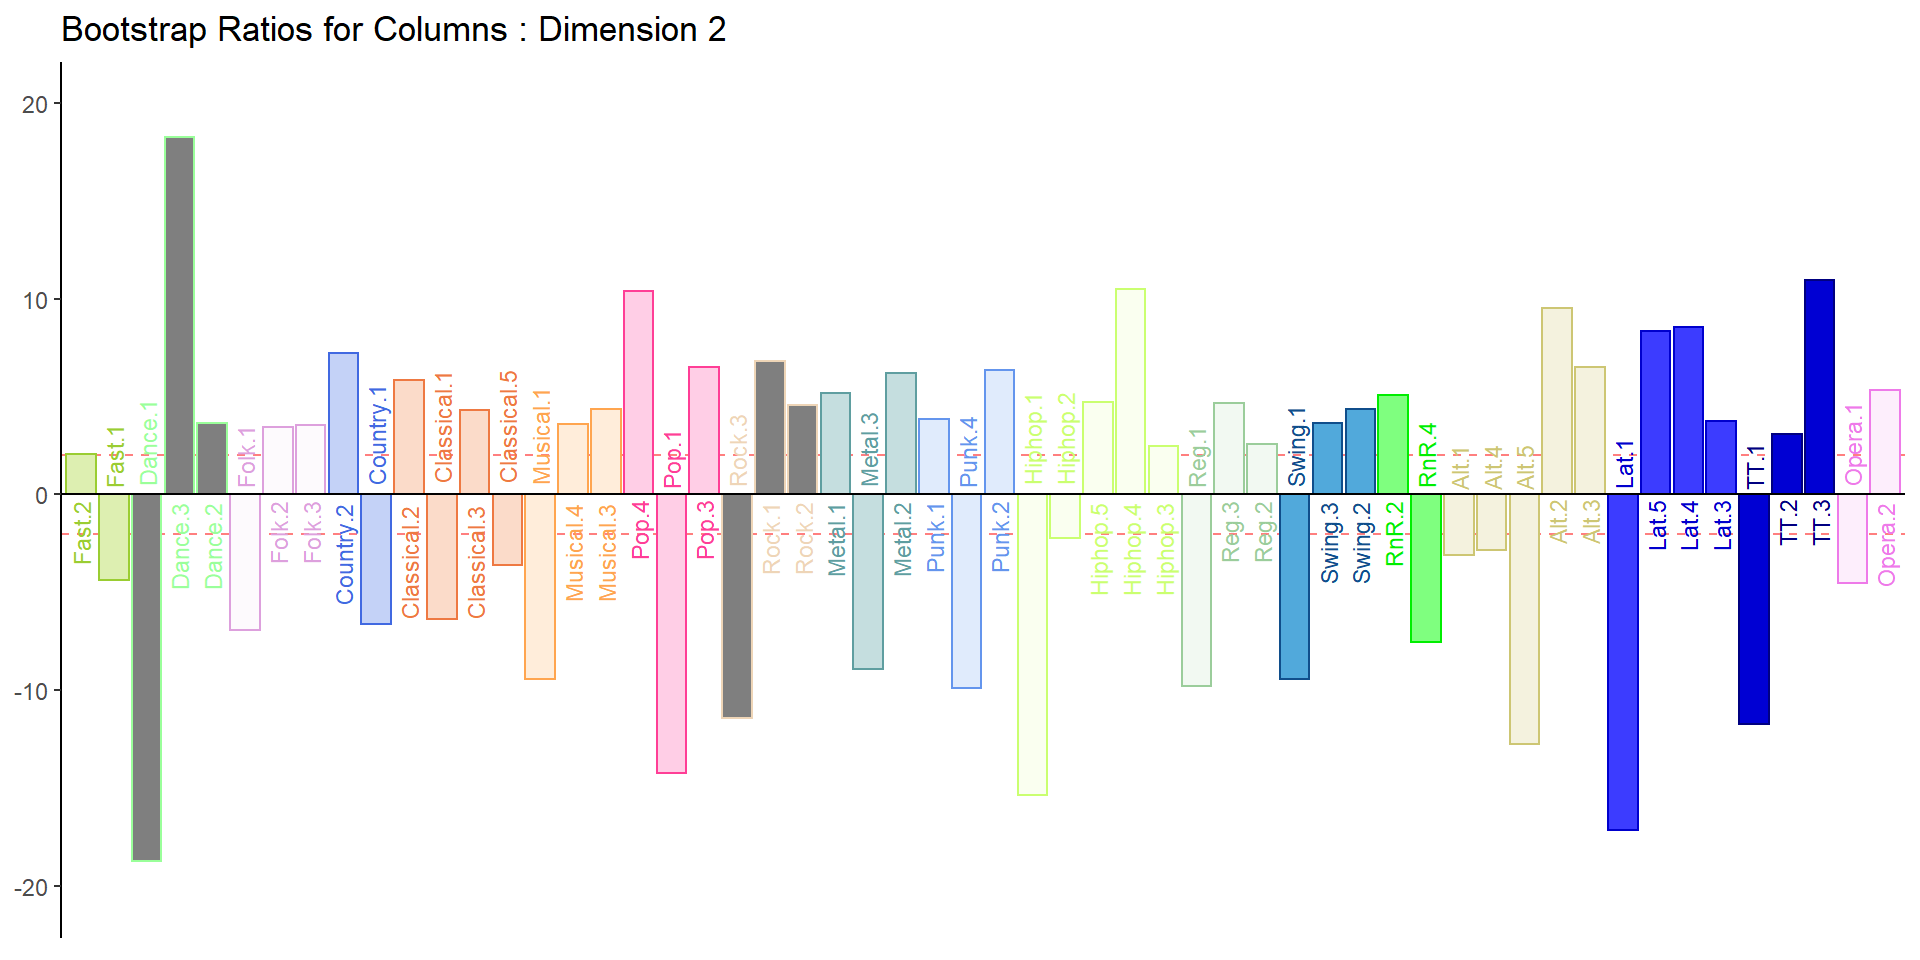 Bootstrap Ratios for Columns : Dimension 2
20
10
0
-10
-20
Fast.2
Fast.1
Dance.1
Dance.3
Dance.2
Folk.1
Folk.2
Folk.3
Country.2
Country.1
Classical.2
Classical.1
Classical.3
Classical.5
Musical.1
Musical.4
Musical.3
Pop.4
Pop.1
Pop.3
Rock.3
Rock.1
Rock.2
Metal.1
Metal.3
Metal.2
Punk.1
Punk.4
Punk.2
Hiphop.1
Hiphop.2
Hiphop.5
Hiphop.4
Hiphop.3
Reg.1
Reg.3
Reg.2
Swing.1
Swing.3
Swing.2
RnR.2
RnR.4
Alt.1
Alt.4
Alt.5
Alt.2
Alt.3
Lat.1
Lat.5
Lat.4
Lat.3
TT.1
TT.2
TT.3
Opera.1
Opera.2